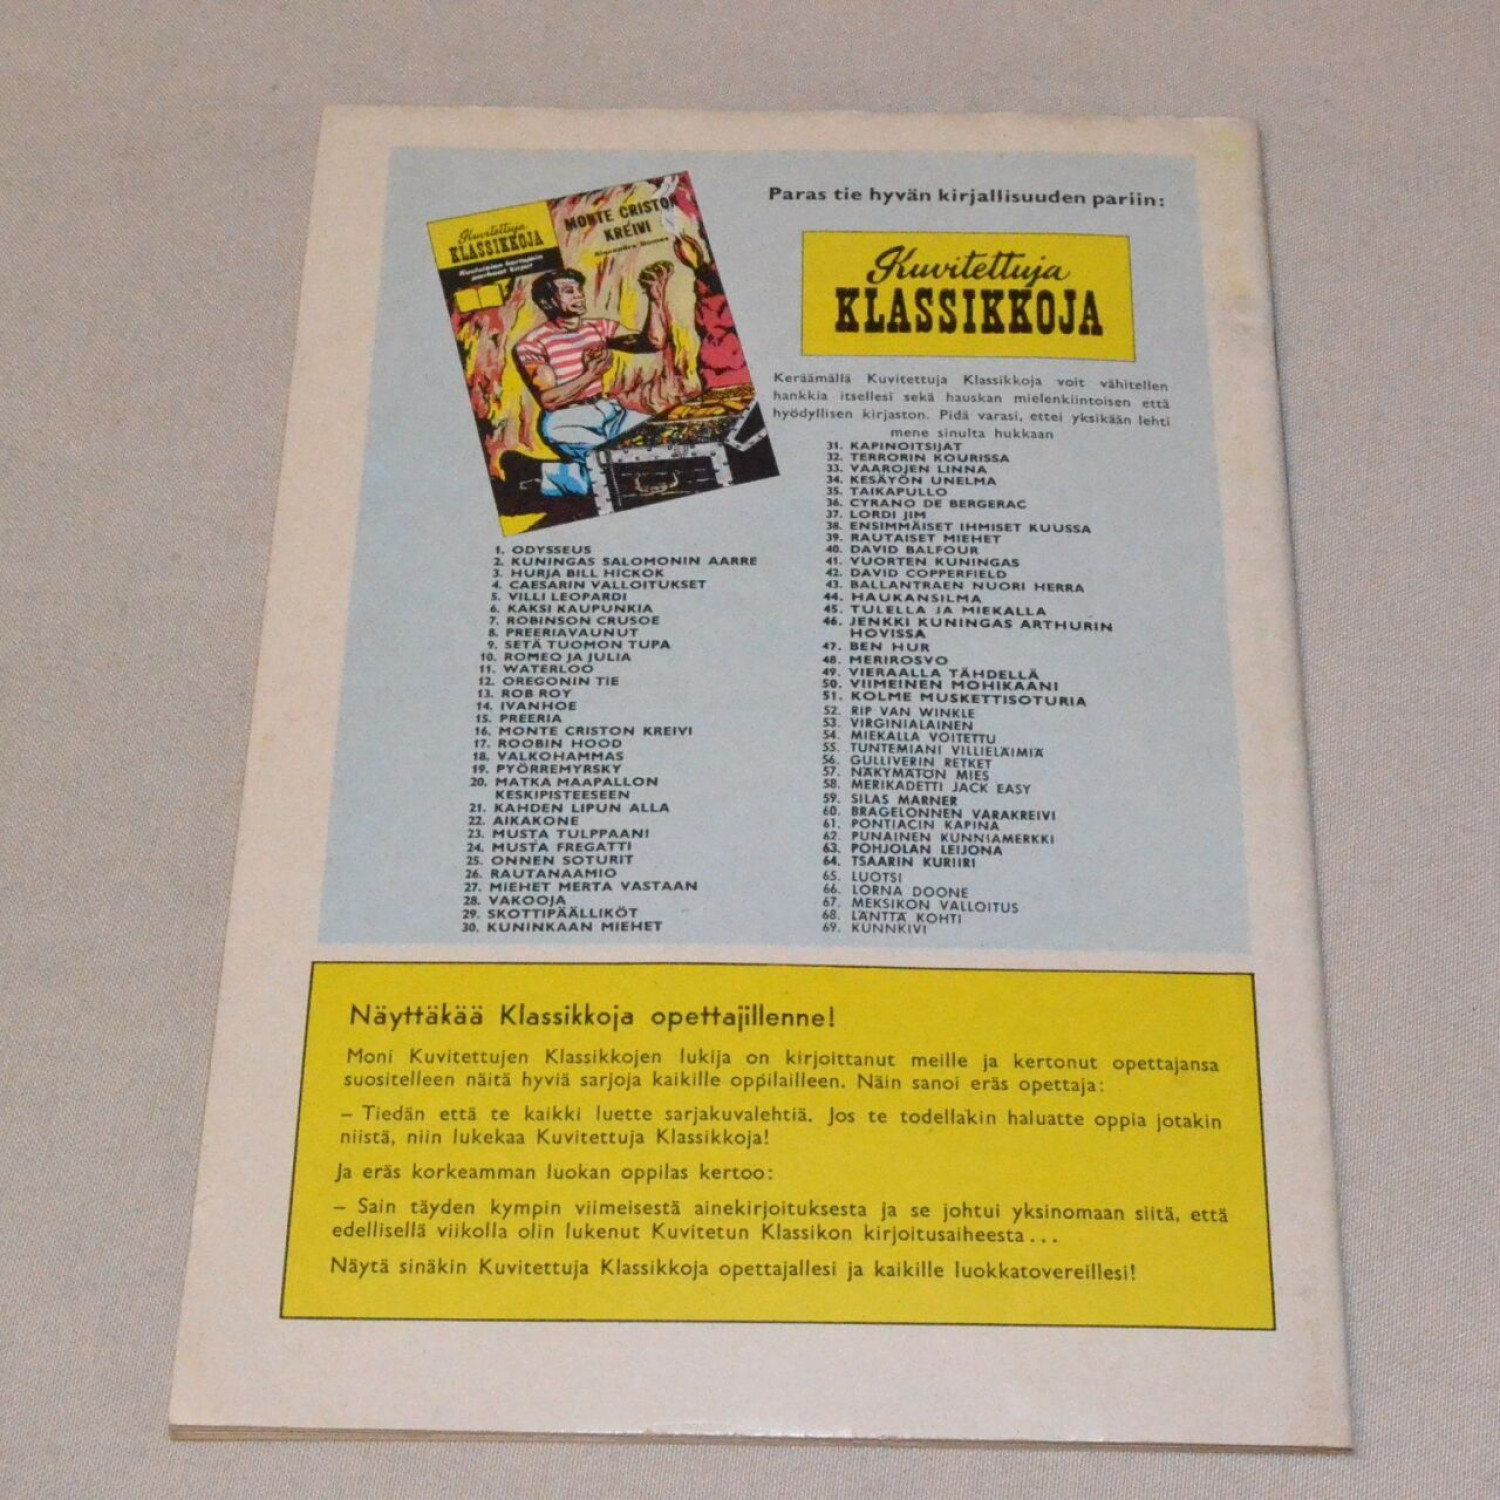 Kuvitettuja
KLASSIKKOJA
MONTE CRISTON
KREIVI
Alexandre Dumas
Paras tie hyvän kirjallisuuden pariin:
Kuvitettuja
KLASSIKKOJA
Keräämällä Kuvitettuja Klassikkoja voit vähitellen
hankkia itsellesi sekä hauskan mielenkiintoisen että
hyödyllisen kirjaston. Pidä varasi, ettei yksikään lehti
mene sinulta hukkaan
1. ODYSSEUS
2. KUNINGAS SALOMONIN AARRE
3. HURJA BILL HICKOK
4. CAESARIN VALLOITUKSET
5. VILLI LEOPARDI
6. KAKSI KAUPUNKIA
7. ROBINSON CRUSOE
8. PREERIAVAUNUT
9. SETÄ TUOMON TUPA
10. ROMEO JA JULIA
11. WATERLOO
12. OREGONIN TIE
13. ROB ROY
14. IVANHOE
15. PREERIA
16. MONTE CRISTON KREIVI
17. ROOBIN HOOD
18. VALKOHAMMAS
19. PYÖRREMYRSKY
20. MATKA MAAPALLON
KESKIPISTEESEEN
21. KAHDEN LIPUN ALLA
22. AIKAKONE
23. MUSTA TULPPAANI
24. MUSTA FREGATTI
25. ONNEN SOTURIT
26. RAUTANAAMIO
27. MIEHET MERTA VASTAAN
28. VAKOOJA
29. SKOTTIPÄÄLLIKÖT
30. KUNINKAAN MIEHET
31. KAPINOITSIJAT
32. TERRORIN KOURISSA
33. VAAROJEN LINNA
34. KESÄYÖN UNELMA
35. TAIKAPULLO
36. CYRANO DE BERGERAC
37. LORDI JIM
38. ENSIMMÄISET IHMISET KUUSSA
39. RAUTAISET MIEHET
40. DAVID BALFOUR
41. VUORTEN KUNINGAS
42. DAVID COPPERFIELD
43. BALLANTRAEN NUORI HERRA
44. HAUKANSILMA
45. TULELLA JA MIEKALLA
46. JENKKI KUNINGAS ARTHURIN
HOVISSA
47. BEN HUR
48. MERIROSVO
49. VIERAALLA TÄHDELLÄ
50. VIIMEINEN MOHIKAANI
51. KOLME MUSKETTISOTURIA
52. RIP VAN WINKLE
53. VIRGINIALAINEN
54. MIEKALLA VOITETTU
55. TUNTEMIANI VILLIELÄIMIÄ
56. GULLIVERIN RETKET
57. NÄKYMÄTÖN MIES
58. MERIKADETTI JACK EASY
59. SILAS MARNER
60. BRAGELONNEN VARAKREIVI
61. PONTIACIN KAPINA
62. PUNAINEN KUNNIAMERKKI
63. POHJOLAN LEIJONA
64. TSAARIN KURIIRI
65. LUOTSI
66. LORNA DOONE
67. MEKSIKON VALLOITUS
68. LÄNTTÄ KOHTI
69. KUNNKIVI
Näyttäkää Klassikkoja opettajillenne!
Moni Kuvitettujen Klassikkojen lukija on kirjoittanut meille ja kertonut opettajansa
suositelleen näitä hyviä sarjoja kaikille oppilailleen. Näin sanoi eräs opettaja:
– Tiedän että te kaikki luette sarjakuvalehtiä. Jos te todellakin haluatte oppia jotakin
niistä, niin lukekaa Kuvitettuja Klassikkoja!
Ja eräs korkeamman luokan oppilas kertoo:
– Sain täyden kympin viimeisestä ainekirjoituksesta ja se johtui yksinomaan siitä, että
edellisellä viikolla olin lukenut Kuvitetun Klassikon kirjoitusaiheesta...
Näytä sinäkin Kuvitettuja Klassikkoja opettajallesi ja kaikille luokkatovereillesi!